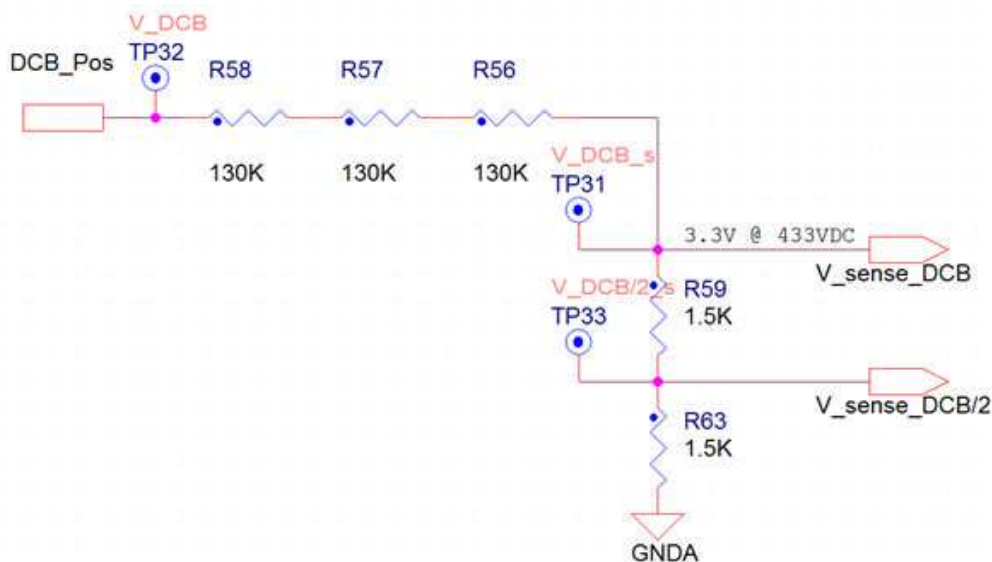 V_DCB
TP32
DCB_Pos
R58
R57
R56
130K
130K
130K
V_DCB_s
TP31
3.3V @ 433VDC
V_sense_DCB
V_DCB/2_s
R59
1.5K
TP33
V_sense_DCB/2
R63
1.5K
GNDA